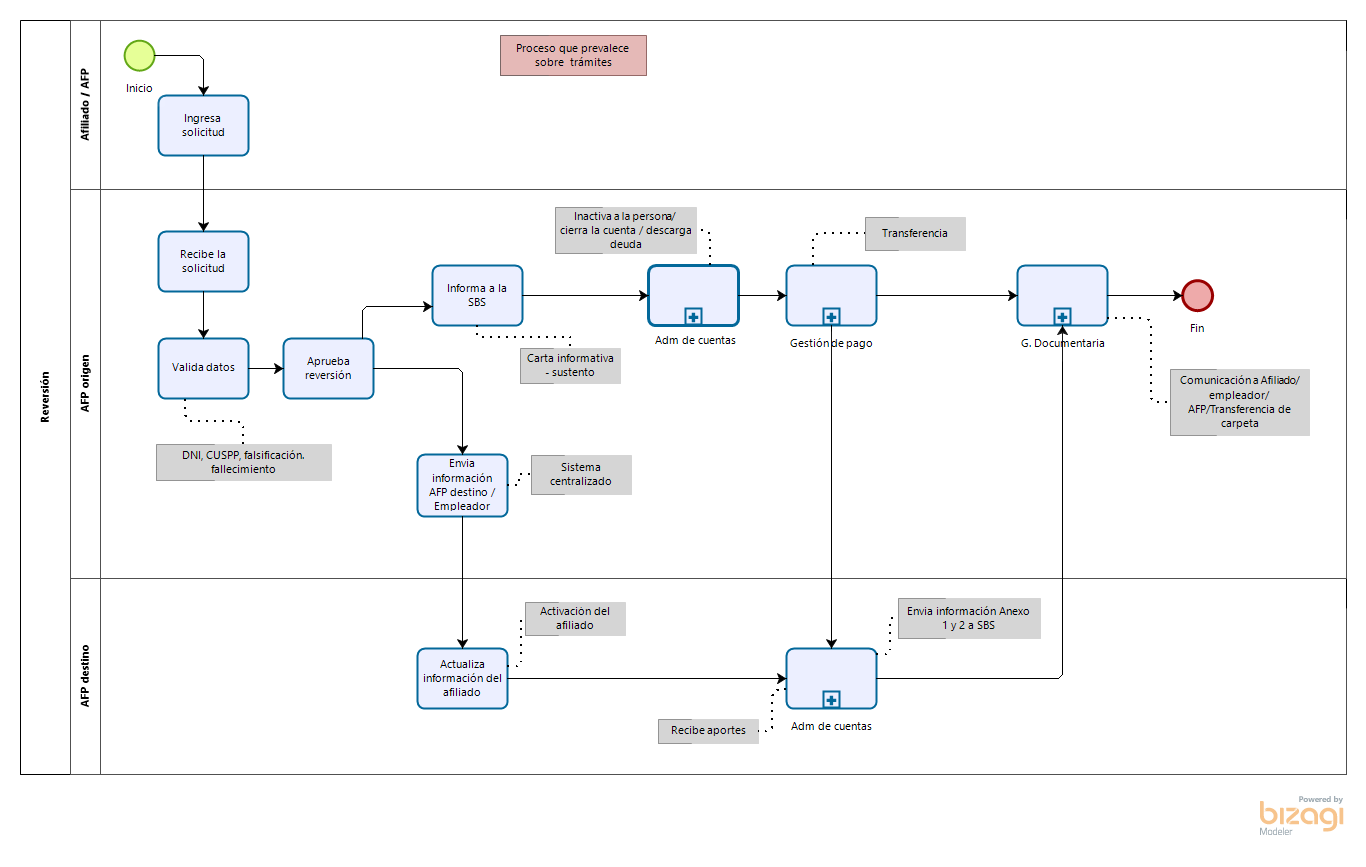 Reversión
Afiliado / AFP
Inicio
Ingresa
solicitud
Proceso que prevalece
sobre trámites
AFP origen
Recibe la
solicitud
Valida datos
DNI, CUSPP, falsificación.
fallecimiento
Aprueba
reversión
Informa a la
SBS
Carta informativa
- sustento
Envia
información
AFP destino /
Empleador
Sistema
centralizado
Inactiva a la persona/
cierra la cuenta / descarga
deuda
Adm de cuentas
Transferencia
Gestión de pago
G. Documentaria
Comunicación a Afiliado/
empleador/
AFP/Transferencia de
carpeta
Fin
AFP destino
Activación del
afiliado
Actualiza
información del
afiliado
Recibe aportes
Envia información Anexo
1 y 2 a SBS
Adm de cuentas
Powered by
bizagi
Modeler